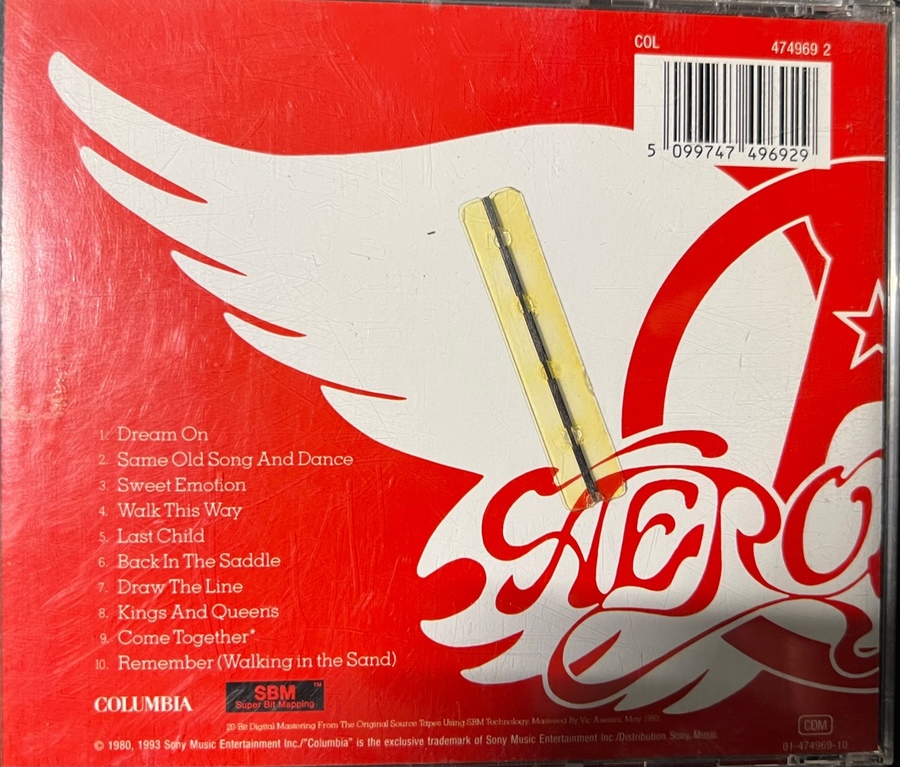 COL 474969 2
5 099747 496929
AERO
1. Dream On
2. Same Old Song And Dance
3. Sweet Emotion
4. Walk This Way
5. Last Child
6. Back In The Saddle
7. Draw The Line
8. Kings And Queens
9. Come Together*
10. Remember (Walking in the Sand)
COLUMBIA
SBM™
Super Bit Mapping
20-Bit Digital Mastering From The Original Source Tapes Using SBM Technology. Mastered By Vic Anesini, May 1993
CDM
© 1980, 1993 Sony Music Entertainment Inc./"Columbia" is the exclusive trademark of Sony Music Entertainment Inc./Distribution Sony Music
01-474969-10